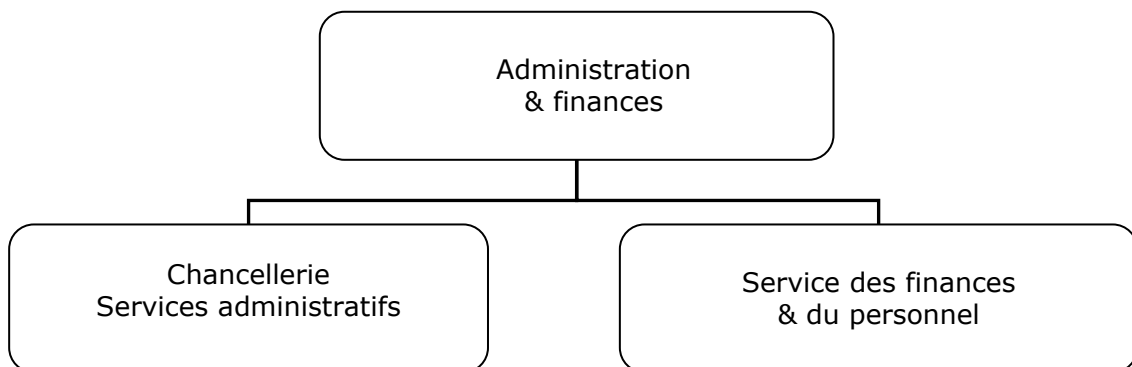 Administration
& finances
Chancellerie
Services administratifs
Service des finances
& du personnel